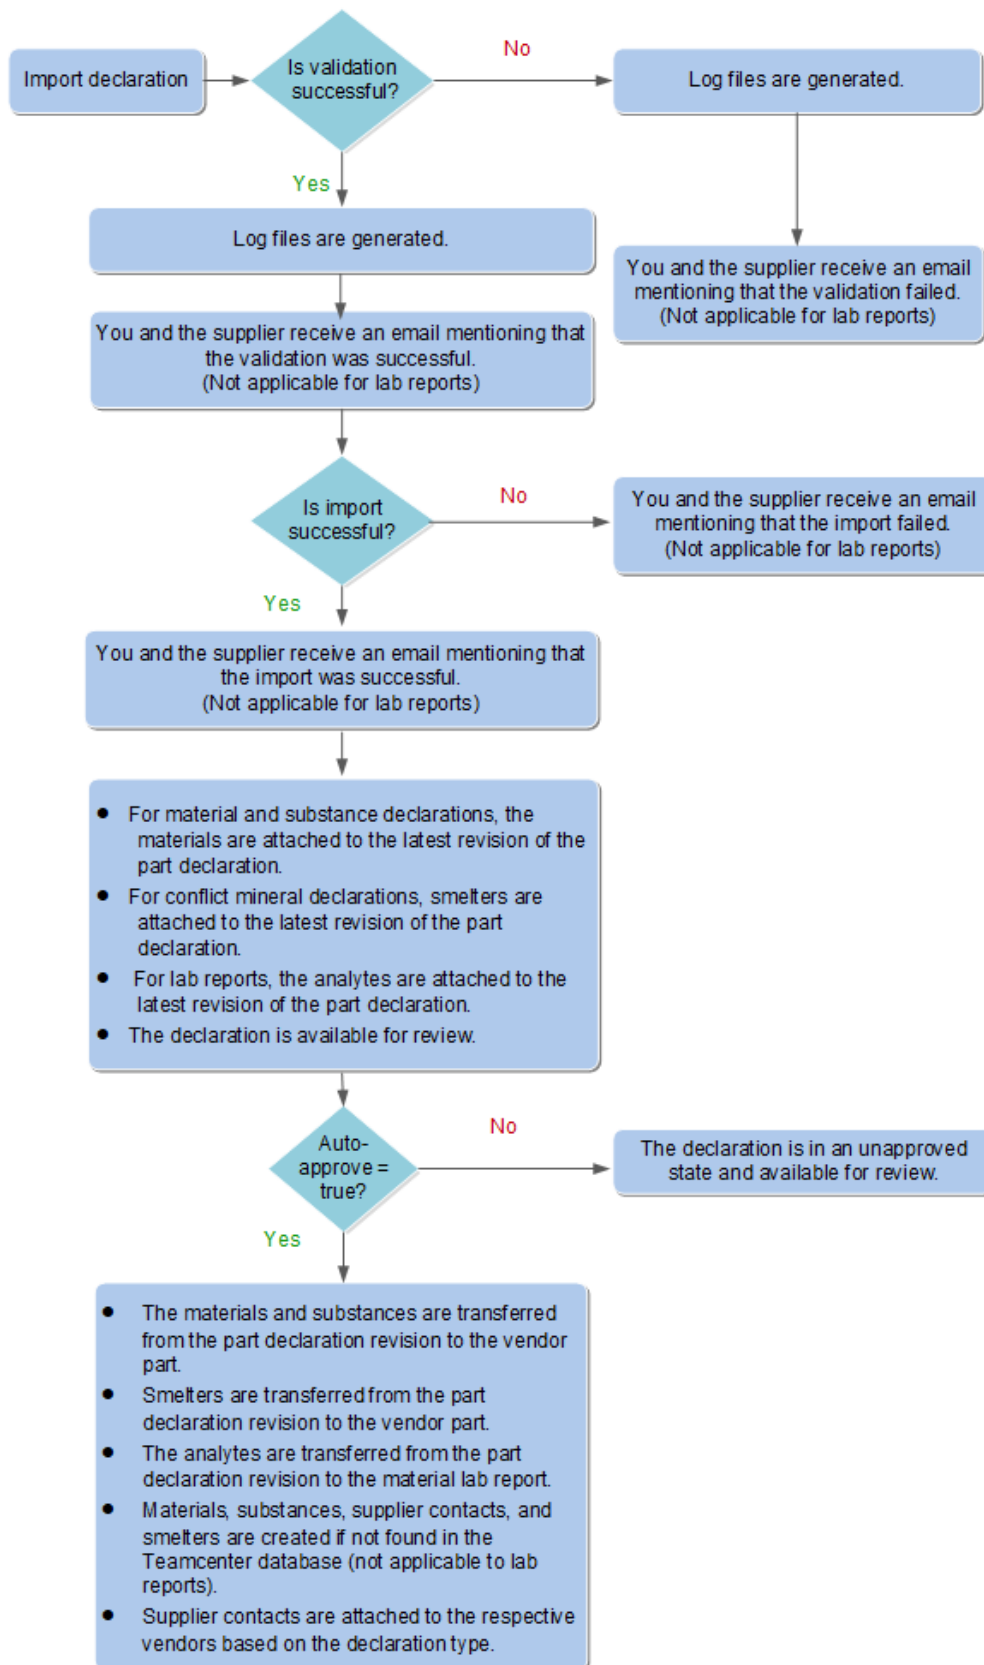 Import declaration
Is validation
successful?
No
Log files are generated.
You and the supplier receive an email
mentioning that the validation failed.
(Not applicable for lab reports)
Yes
Log files are generated.
You and the supplier receive an email mentioning that
the validation was successful.
(Not applicable for lab reports)
Is import
successful?
No
You and the supplier receive an email
mentioning that the import failed.
(Not applicable for lab reports)
Yes
You and the supplier receive an email mentioning that
the import was successful.
(Not applicable for lab reports)
● For material and substance declarations, the
materials are attached to the latest revision of the
part declaration.
● For conflict mineral declarations, smelters are
attached to the latest revision of the part
declaration.
● For lab reports, the analytes are attached to the
latest revision of the part declaration.
● The declaration is available for review.
Auto-
approve =
true?
No
The declaration is in an unapproved
state and available for review.
Yes
● The materials and substances are transferred
from the part declaration revision to the vendor
part.
● Smelters are transferred from the part
declaration revision to the vendor part.
● The analytes are transferred from the part
declaration revision to the material lab report.
● Materials, substances, supplier contacts, and
smelters are created if not found in the
Teamcenter database (not applicable to lab
reports).
● Supplier contacts are attached to the respective
vendors based on the declaration type.